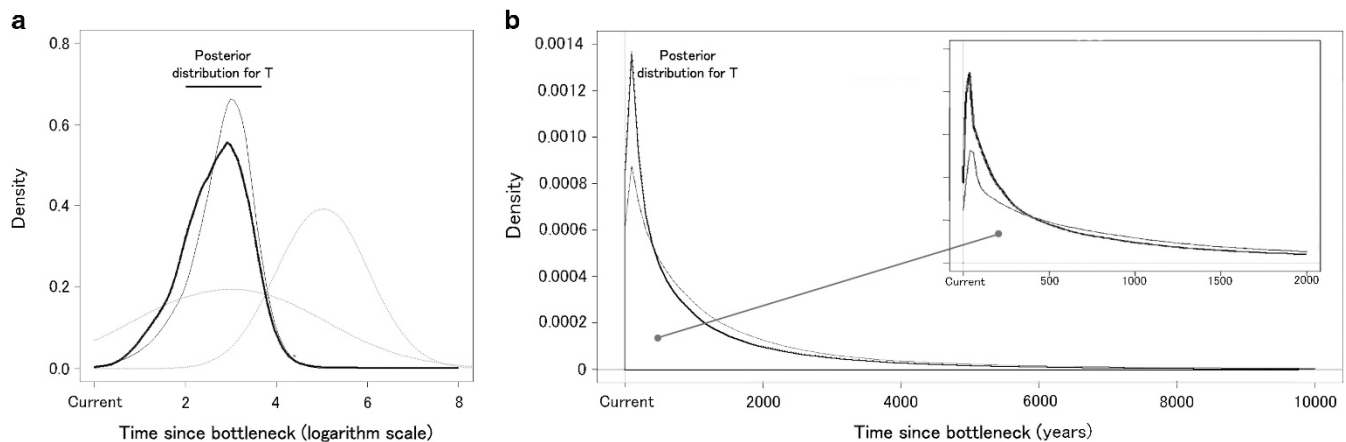 a
Posterior
distribution for T
0.8
0.6
0.4
0.2
0.0
Density
Current
2
4
6
8
Time since bottleneck (logarithm scale)
b
Posterior
distribution for T
0.0014
0.0012
0.0010
0.0008
0.0006
0.0004
0.0002
0
Density
Current
500
1000
1500
2000
Current
2000
4000
6000
8000
10000
Time since bottleneck (years)